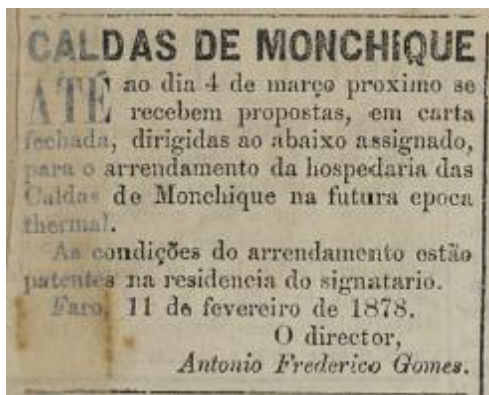 CALDAS DE MONCHIQUE
ATÉ ao dia 4 de março proximo se
recebem propostas, em carta
fechada, dirigidas ao abaixo assignado,
para o arrendamento da hospedaria das
Caldas de Monchique na futura epoca
thermal.
As condições do arrendamento estão
patentes na residencia do signatario.
Faro, 11 de fevereiro de 1878.
O director,
Antonio Frederico Gomes.